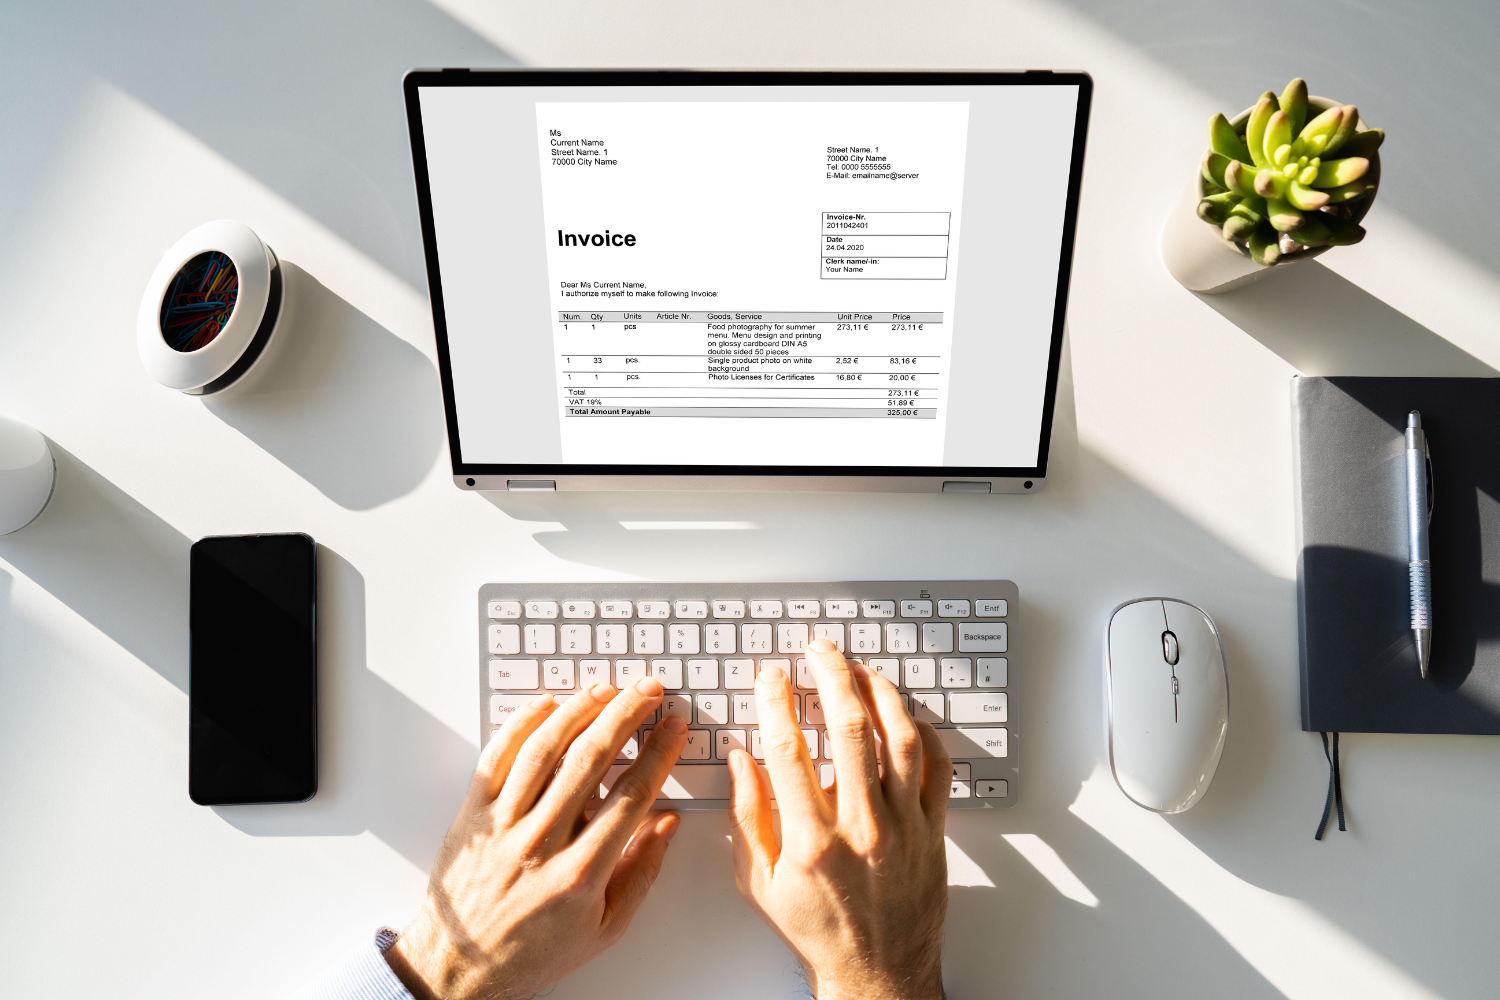 Ms
Current Name
Street Name. 1
70000 City Name
Street Name. 1
70000 City Name
Tel: 0000 5555555
E-Mail: emailname@server
Invoice
Invoice-Nr.
2011042401
Date
24.04.2020
Clerk name/-in:
Your Name
Dear Ms Current Name,
I authorize myself to make following Invoice:
Num. Qty Units Article Nr. Goods, Service Unit Price Price
1 1 pcs Food photography for summer 273,11 € 273,11 €
menu. Menu design and printing
on glossy cardboard DIN A5
double sided 50 pieces
1 33 pcs. Single product photo on white 2,52 € 83,16 €
background
1 1 pcs. Photo Licenses for Certificates 16,80 € 20,00 €
Total 273,11 €
VAT 19% 51,89 €
Total Amount Payable 325,00 €
Esc F1 F2 F3 F4 F5 F6 F7 F8 F9 F10 F11 F12 Entf
^ ! 1 " 2 § 3 $ 4 % 5 & 6 / 7 { ( 8 [ ) = 0 } ? ß \ Backspace
Tab Q @ W E R T Z P Ü * + ~ ' #
Caps F G H K Ä Enter
> V B Shift